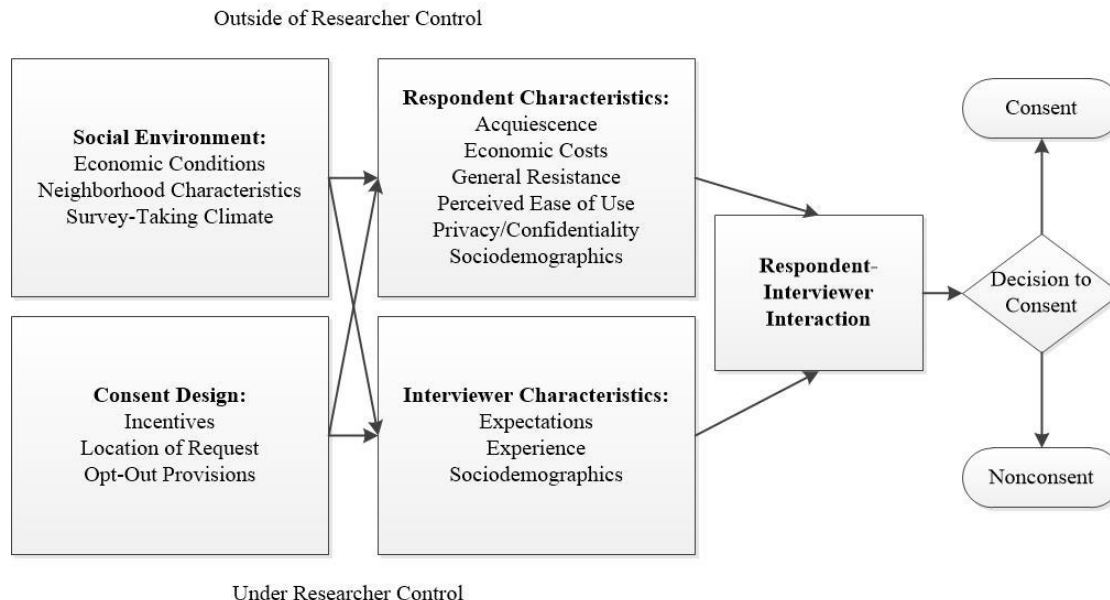 Outside of Researcher Control
Social Environment:
Economic Conditions
Neighborhood Characteristics
Survey-Taking Climate
Respondent Characteristics:
Acquiescence
Economic Costs
General Resistance
Perceived Ease of Use
Privacy/Confidentiality
Sociodemographics
Consent Design:
Incentives
Location of Request
Opt-Out Provisions
Interviewer Characteristics:
Expectations
Experience
Sociodemographics
Respondent-
Interviewer
Interaction
Consent
Decision to
Consent
Nonconsent
Under Researcher Control